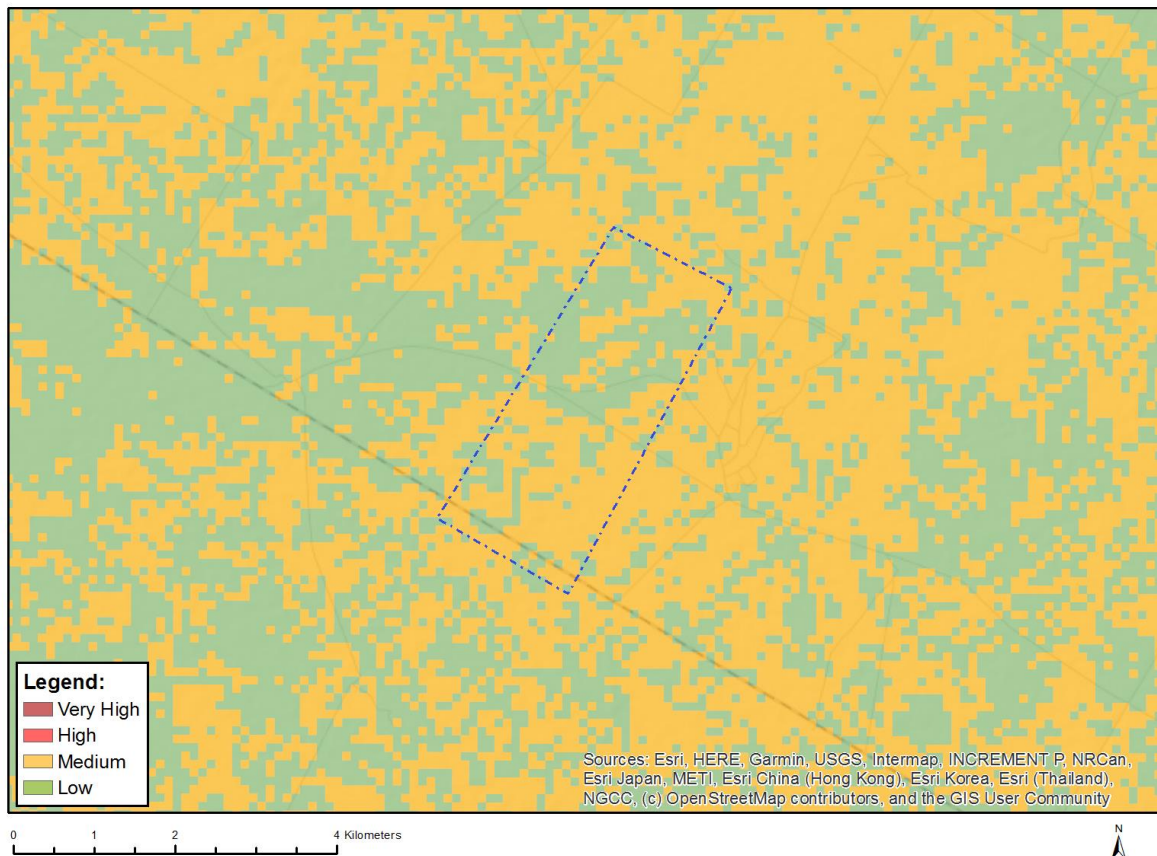 Legend:
Very High
High
Medium
Low
Sources: Esri, HERE, Garmin, USGS, Intermap, INCREMENT P, NRCan,
Esri Japan, METI, Esri China (Hong Kong), Esri Korea, Esri (Thailand),
NGCC, (c) OpenStreetMap contributors, and the GIS User Community
0 1 2 4 Kilometers
N